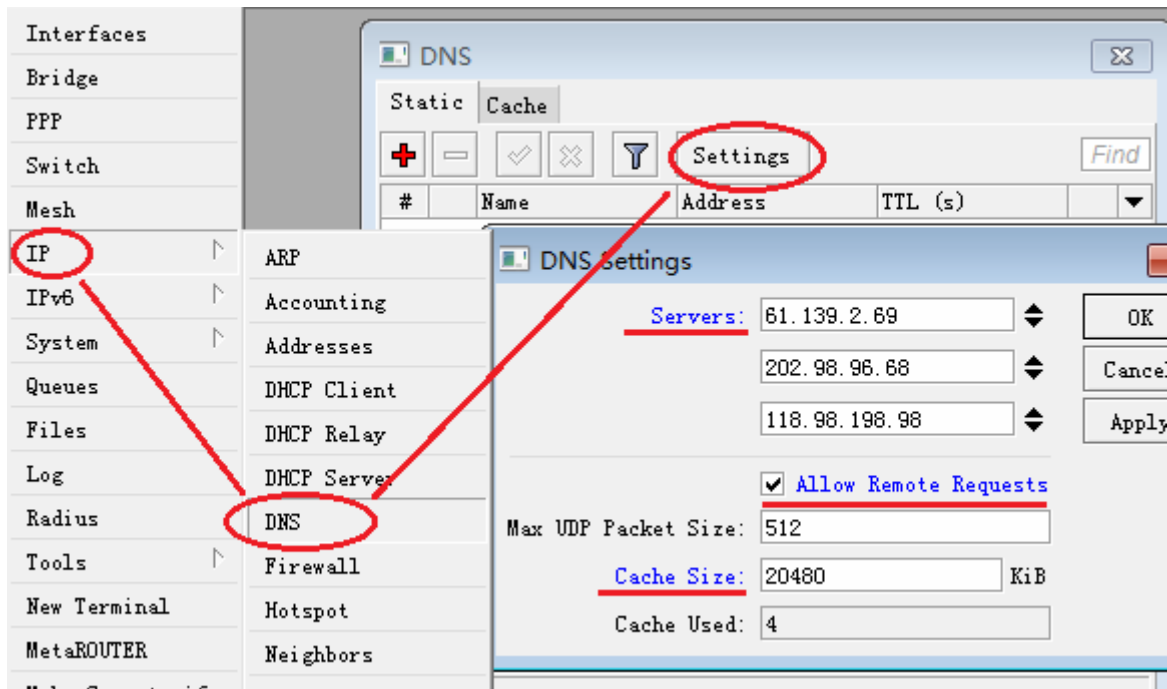 Interfaces
Bridge
PPP
Switch
Mesh
IP
IPv6
System
Queues
Files
Log
Radius
Tools
New Terminal
MetaROUTER
ARP
Accounting
Addresses
DHCP Client
DHCP Relay
DHCP Server
DNS
Firewall
Hotspot
Neighbors
DNS
Static Cache
Settings Find
# Name Address TTL (s)
DNS Settings
Servers: 61.139.2.69 OK
202.98.96.68 Cancel
118.98.198.98 Apply
Allow Remote Requests
Max UDP Packet Size: 512
Cache Size: 20480 KiB
Cache Used: 4